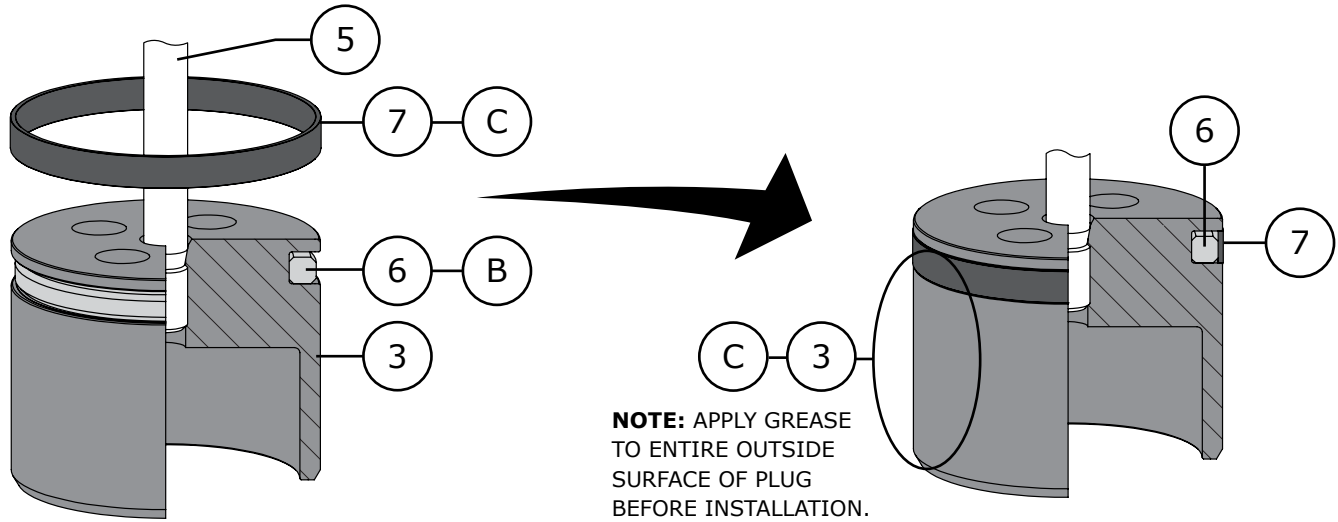 5
7 C
6 B
3
6
7
C 3
NOTE: APPLY GREASE
TO ENTIRE OUTSIDE
SURFACE OF PLUG
BEFORE INSTALLATION.